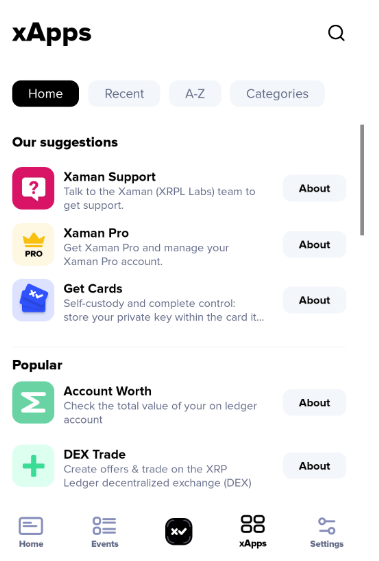 xApps
Home Recent A-Z Categories
Our suggestions
Xaman Support
Talk to the Xaman (XRPL Labs) team to
get support.
About
Xaman Pro
Get Xaman Pro and manage your
Xaman Pro account.
About
PRO
Get Cards
Self-custody and complete control:
store your private key within the card it...
About
Popular
Account Worth
Check the total value of your on ledger
account
About
DEX Trade
Create offers & trade on the XRP
Ledger decentralized exchange (DEX)
About
Home Events xApps Settings